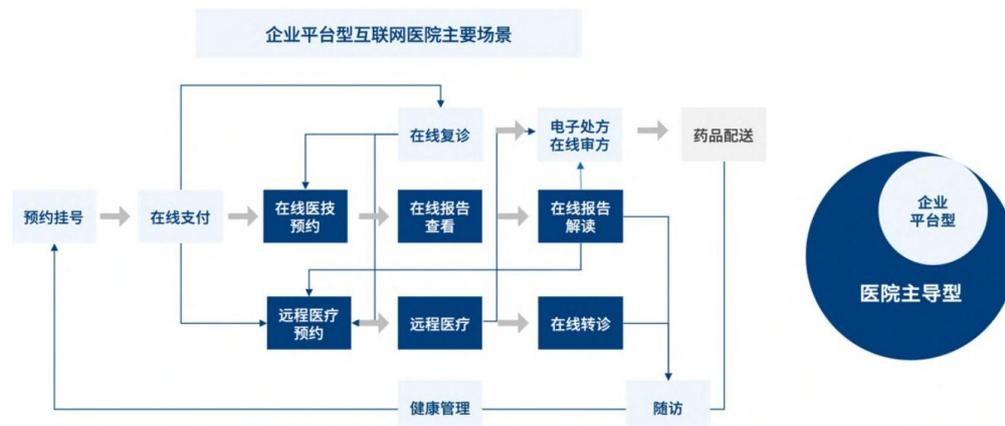 企业平台型互联网医院主要场景
在线复诊
电子处方
在线审方
药品配送
预约挂号
在线支付
在线医技
预约
在线报告
查看
在线报告
解读
远程医疗
预约
远程医疗
在线转诊
健康管理
随访
企业
平台型
医院主导型